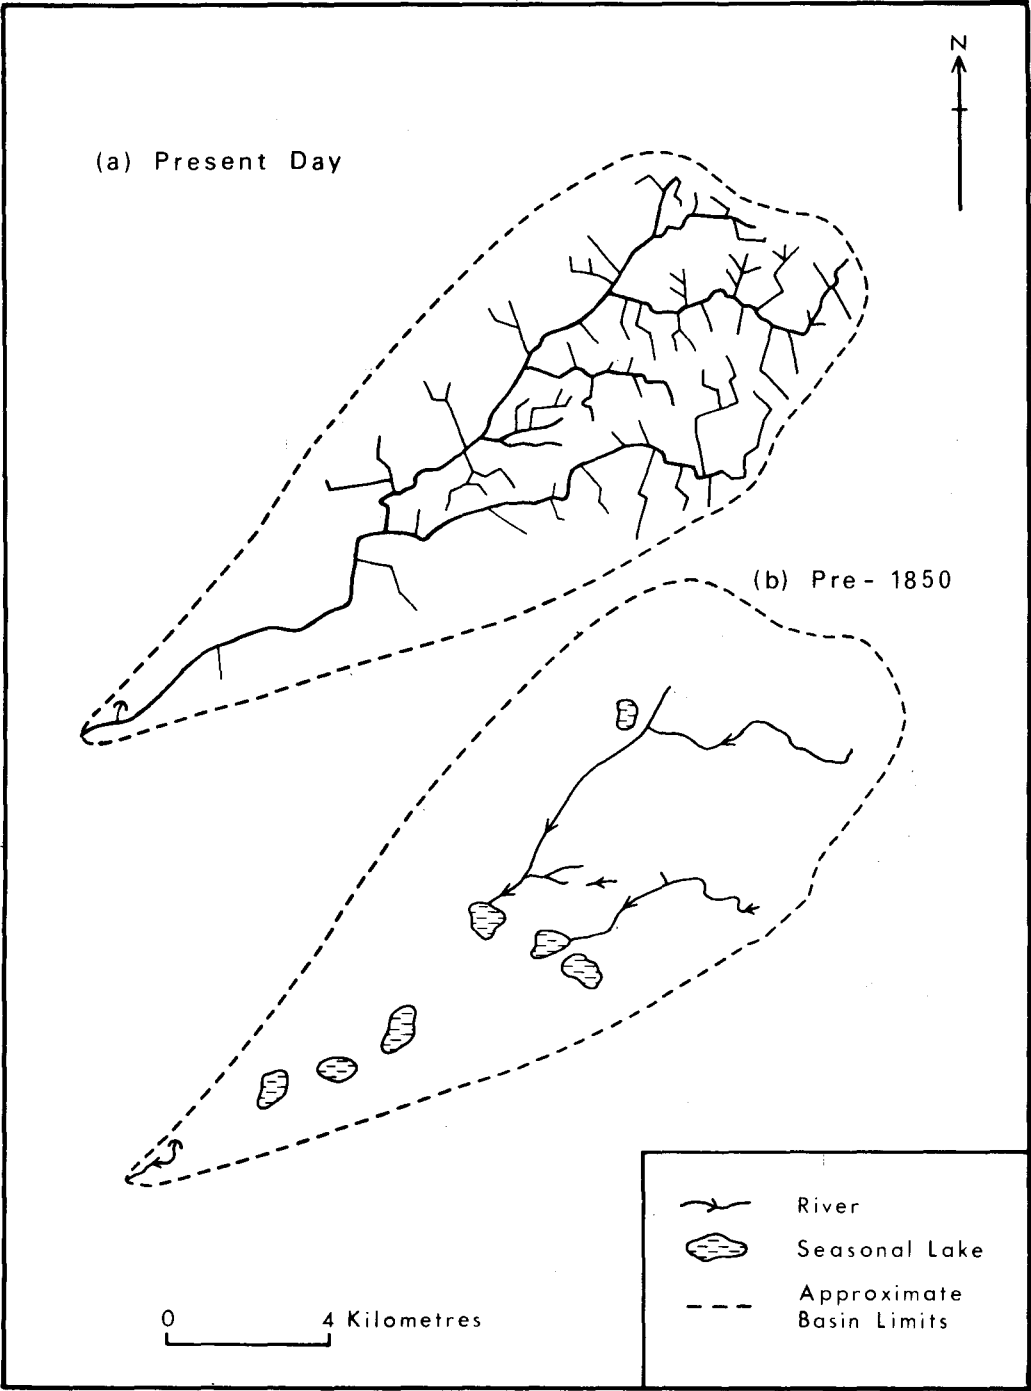 N
(a) Present Day
(b) Pre - 1850
River
Seasonal Lake
Approximate
Basin Limits
0 4 Kilometres